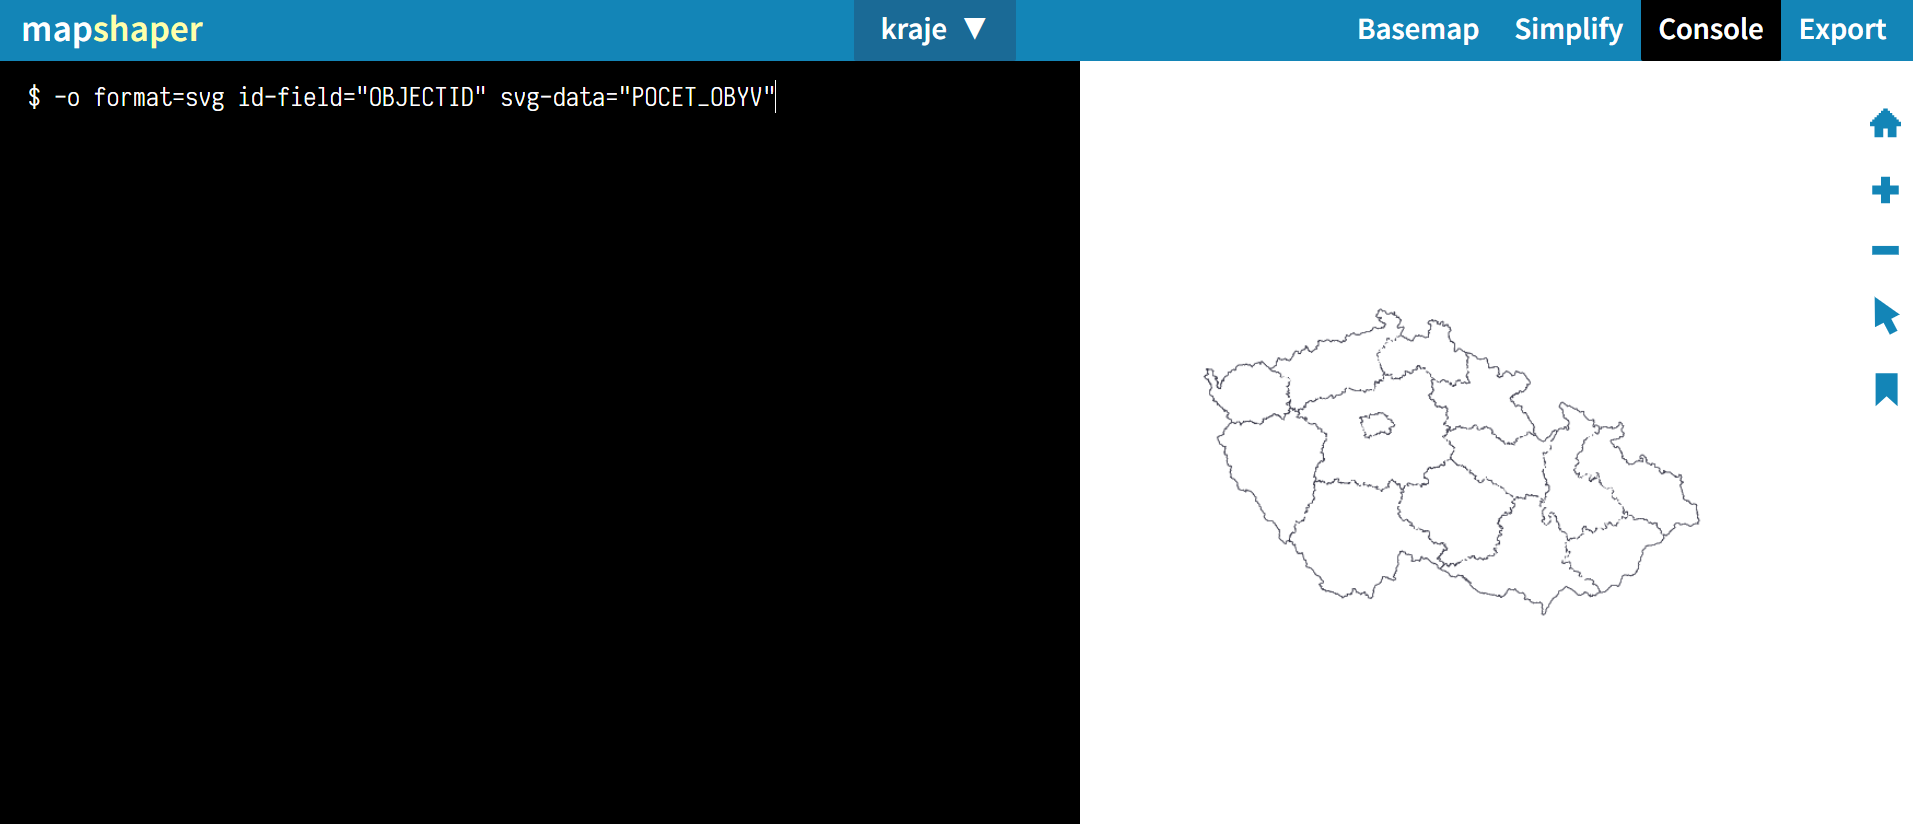 mapshaper
kraje ▼
Basemap
Simplify
Console
Export
$ -o format=svg id-field="OBJECTID" svg-data="POCET_OBYV"